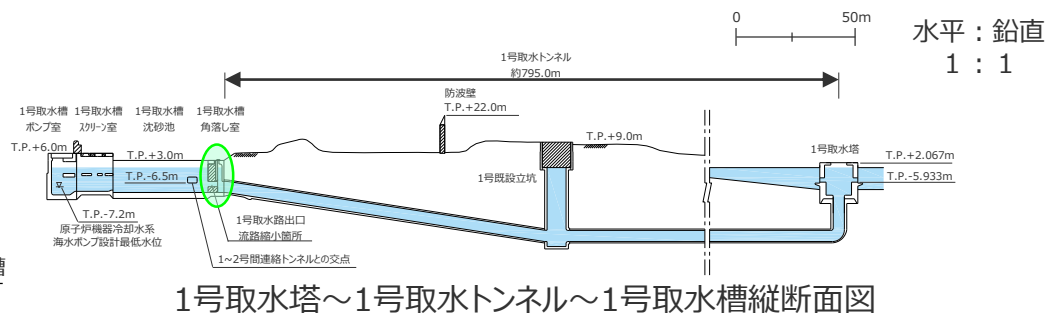 0 50m
水平：鉛直
1 : 1
1号取水トンネル
約795.0m
防波壁
T.P.+22.0m
1号取水槽
ポンプ室
1号取水槽
スクリーン室
1号取水槽
沈砂池
1号取水槽
角落し室
T.P.+6.0m
T.P.+3.0m
T.P.+9.0m
1号取水塔
T.P.+2.067m
T.P.-5.933m
T.P.-6.5m
1号既設立坑
T.P.-7.2m
原子炉機器冷却水系
海水ポンプ設計最低水位
1号取水路出口
流路縮小箇所
1~2号間連絡トンネルとの交点
槽
1号取水塔～1号取水トンネル～1号取水槽縦断面図